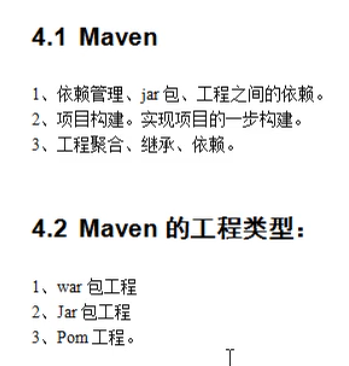 4.1 Maven
1、依赖管理、jar 包、工程之间的依赖。
2、项目构建。实现项目的一步构建。
3、工程聚合、继承、依赖。
4.2 Maven 的工程类型：
1、war 包工程
2、Jar 包工程
3、Pom 工程。